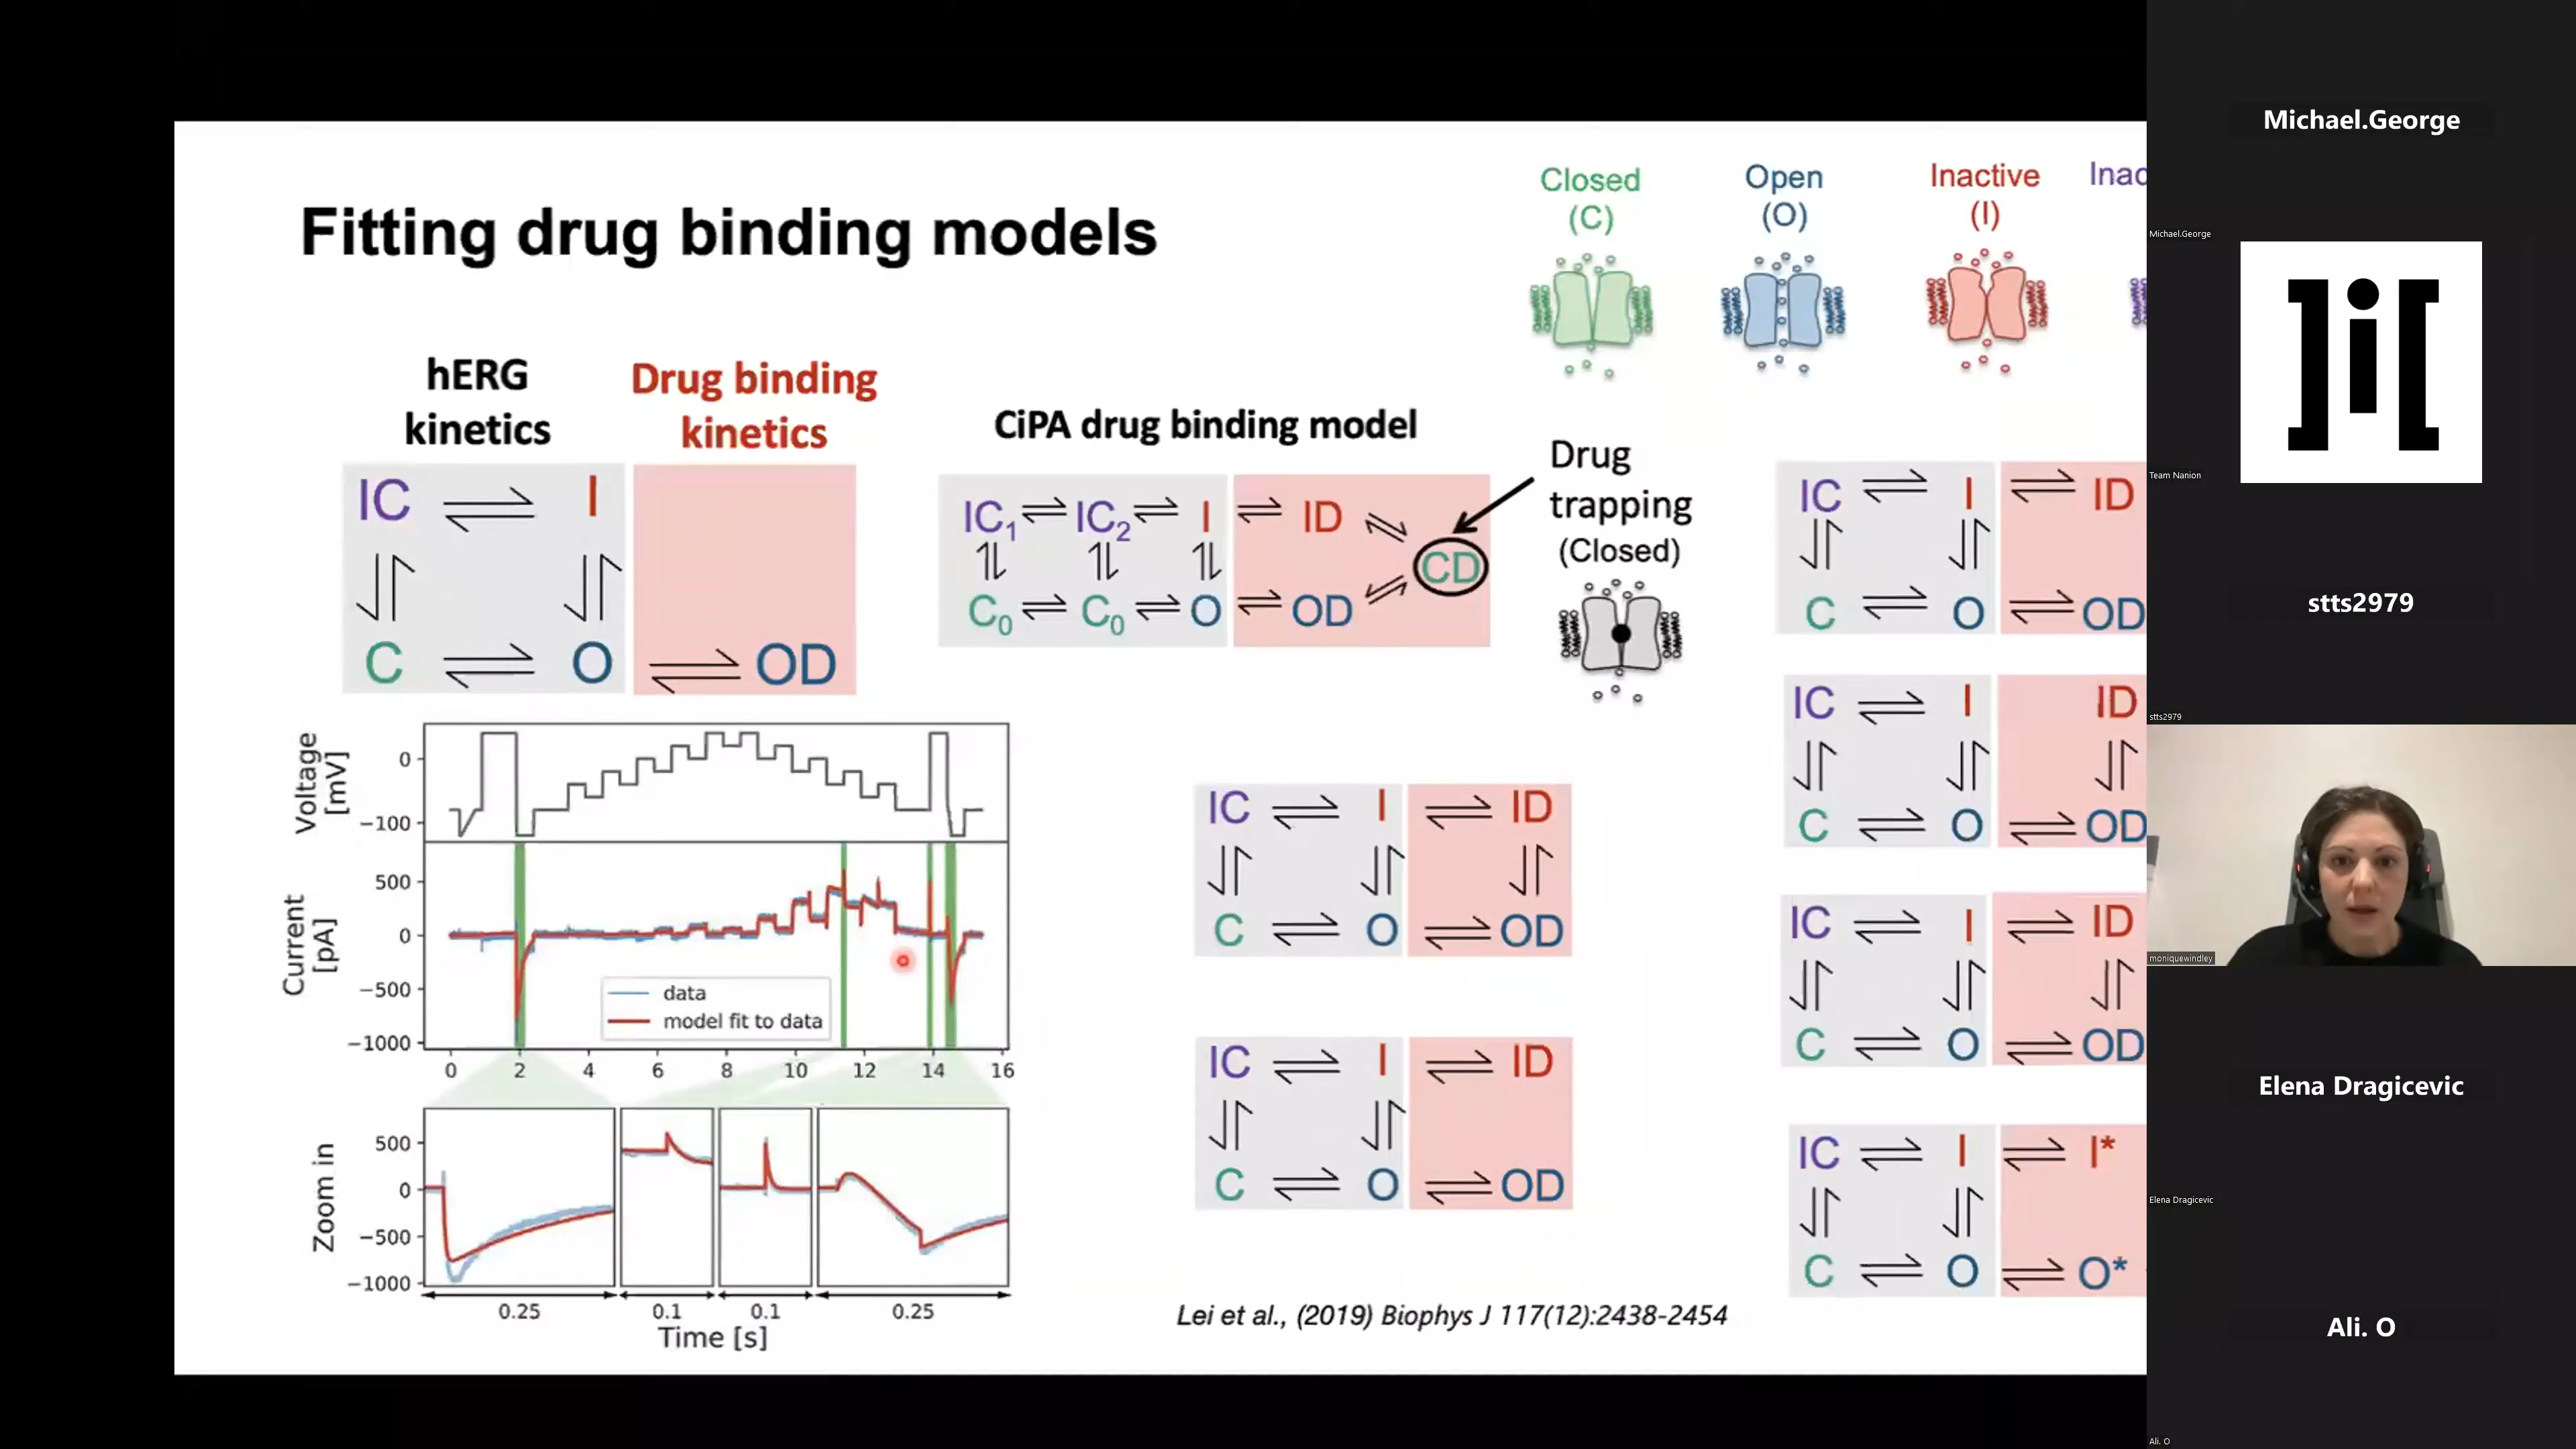 Fitting drug binding models
Closed
(C)
Open
(O)
Inactive
(I)
hERG
kinetics
Drug binding
kinetics
IC I
C O OD
CiPA drug binding model
IC1 IC2 I ID
CD
C0 C0 O OD
Drug
trapping
(Closed)
Voltage
[mV]
0
−100
Current
[pA]
500
0
−500
−1000
data
model fit to data
0 2 4 6 8 10 12 14 16
Zoom in
500
0
−500
−1000
0.25 0.1 0.1 0.25
Time [s]
IC I ID
C O OD
IC I ID
C O OD
Lei et al., (2019) Biophys J 117(12):2438-2454
IC I ID
C O OD
IC I ID
C O OD
IC I ID
C O OD
IC I I*
C O O*
Michael.George
Michael.George
]i[
Team Nanion
stts2979
stts2979
moniquewindley
Elena Dragicevic
Elena Dragicevic
Ali. O
Ali. O